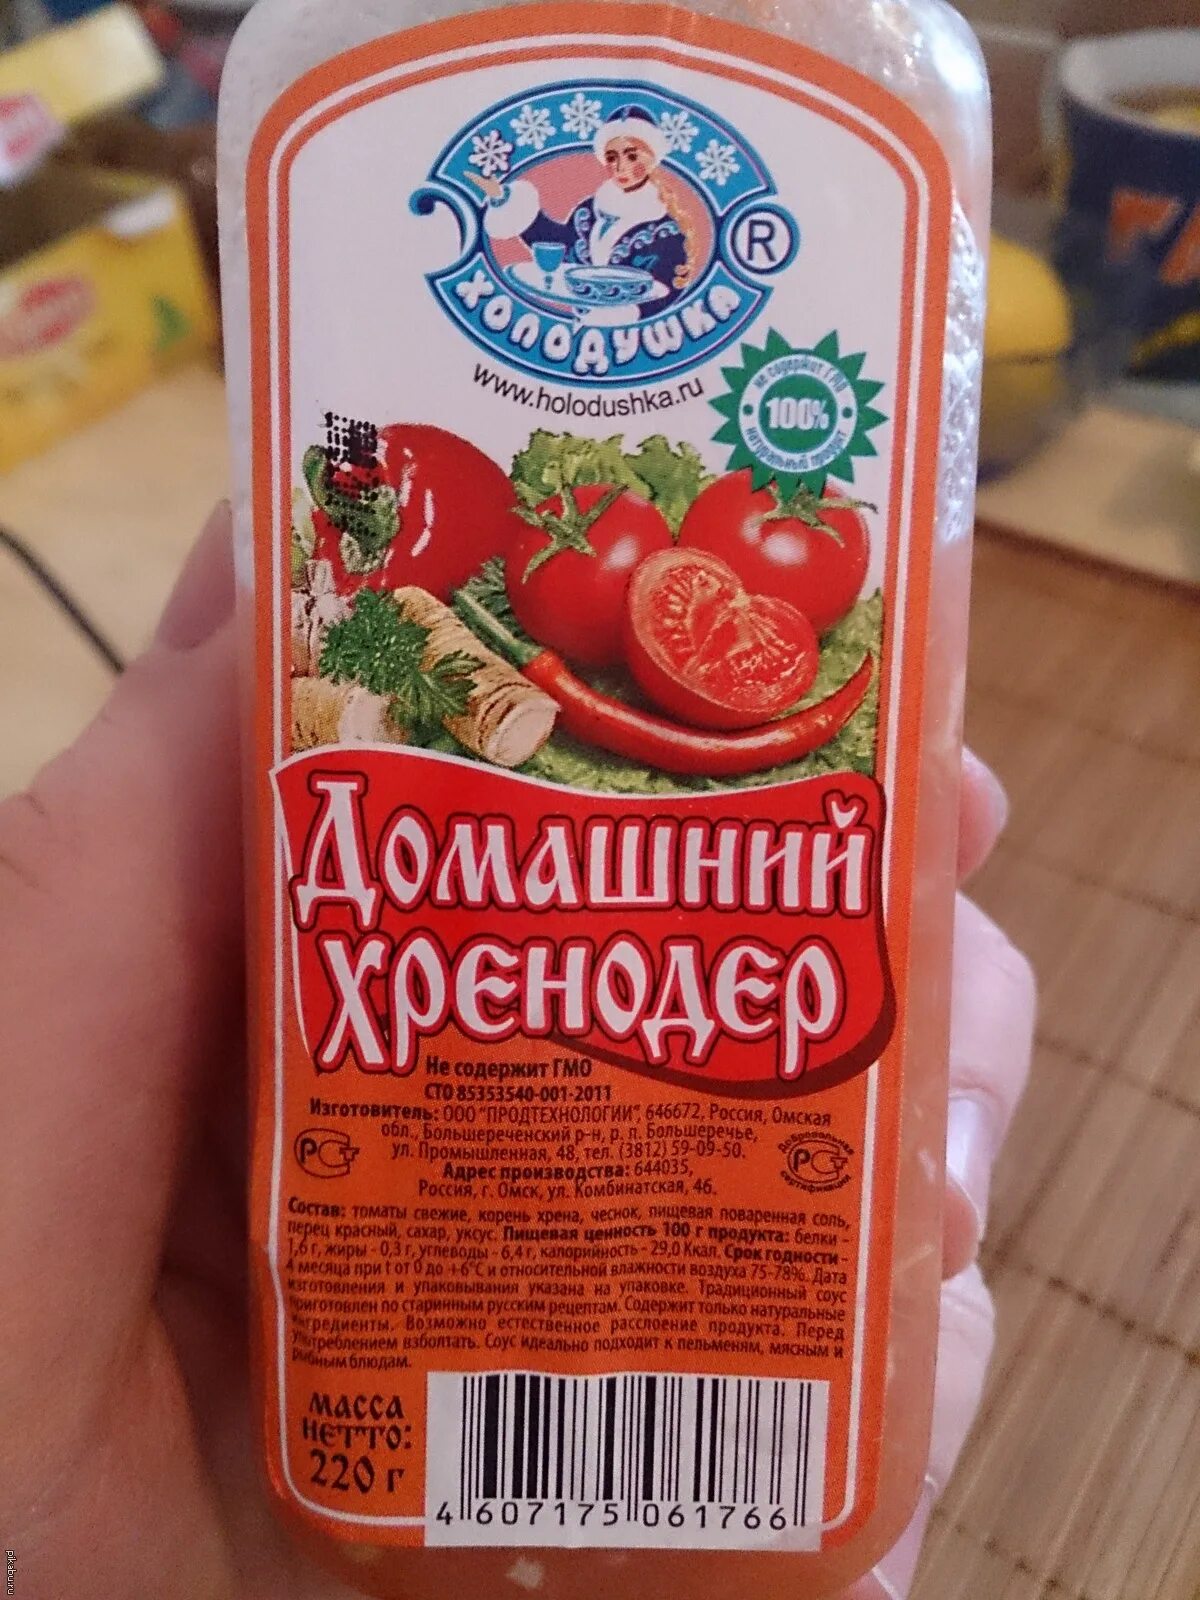 ХОЛОДУШКА
®
www.holodushka.ru
не содержит ГМО
100%
натуральный продукт
Домашний
хренодер
Не содержит ГМО
СТО 85353540-001-2011
Изготовитель: ООО "ПРОДТЕХНОЛОГИИ", 646672, Россия, Омская
обл., Большереченский р-н, р. п. Большеречье,
ул. Промышленная, 48, тел. (3812) 59-09-50.
Адрес производства: 644035,
Россия, г. Омск, ул. Комбинатская, 46.
РСТ
Добровольная
РСТ
сертификация
Состав: томаты свежие, корень хрена, чеснок, пищевая поваренная соль,
перец красный, сахар, уксус. Пищевая ценность 100 г продукта: белки -
1,6 г, жиры - 0,3 г, углеводы - 6,4 г, калорийность - 29,0 Ккал. Срок годности -
4 месяца при t от 0 до +6°С и относительной влажности воздуха 75-78%. Дата
изготовления и упаковывания указана на упаковке. Традиционный соус
приготовлен по старинным русским рецептам. Содержит только натуральные
ингредиенты. Возможно естественное расслоение продукта. Перед
употреблением взболтать. Соус идеально подходит к пельменям, мясным и
рыбным блюдам.
масса
нетто:
220 г
4 607175 061766
pikabu.ru